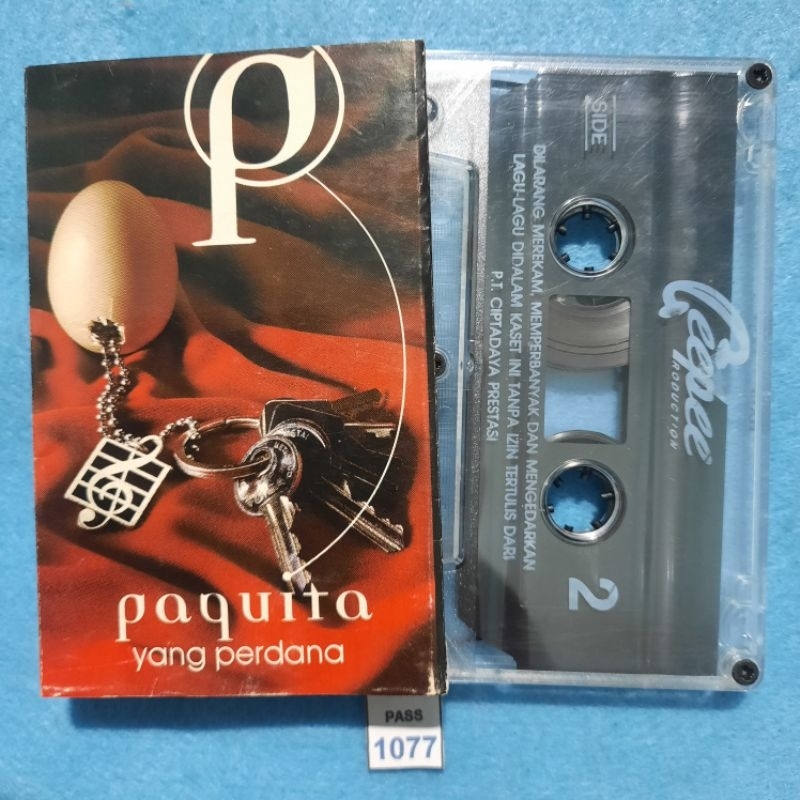 P
paquita
yang perdana
SIDE
2
DILARANG MEREKAM, MEMPERBANYAK DAN MENGEDARKAN
LAGU-LAGU DIDALAM KASET INI TANPA IZIN TERTULIS DARI
P.T. CIPTADAYA PRESTASI
Ceepee
PRODUCTION
PASS
1077